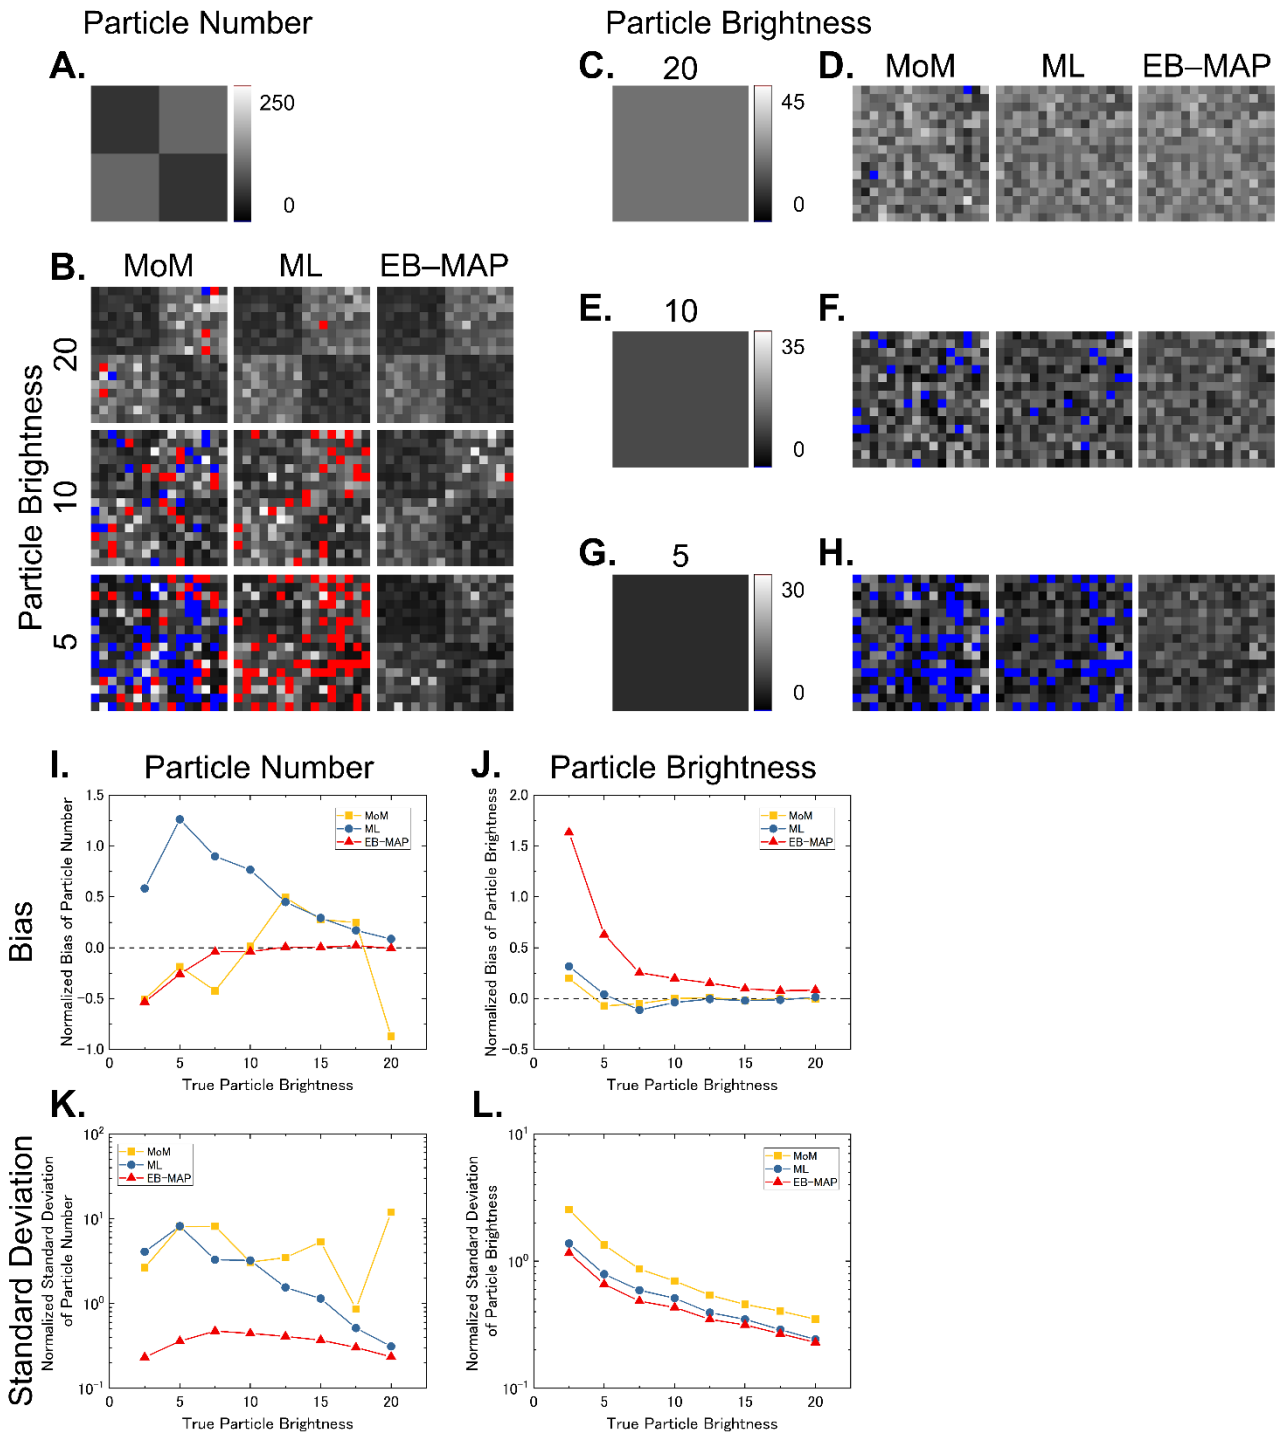 Particle Number
Particle Brightness
A.
250
0
C.
20
45
0
D.
MoM
ML
EB–MAP
B.
MoM
ML
EB–MAP
Particle Brightness
20
10
5
E.
10
35
0
F.
G.
5
30
0
H.
I.
Particle Number
Bias
Normalized Bias of Particle Number
1.5
1.0
0.5
0.0
−0.5
−1.0
MoM
ML
EB−MAP
0
5
10
15
20
True Particle Brightness
J.
Particle Brightness
Normalized Bias of Particle Brightness
2.0
1.5
1.0
0.5
0.0
−0.5
MoM
ML
EB−MAP
0
5
10
15
20
True Particle Brightness
K.
Standard Deviation
Normalized Standard Deviation
of Particle Number
10²
10¹
10⁰
10⁻¹
MoM
ML
EB−MAP
0
5
10
15
20
True Particle Brightness
L.
Normalized Standard Deviation
of Particle Brightness
10¹
10⁰
10⁻¹
MoM
ML
EB−MAP
0
5
10
15
20
True Particle Brightness